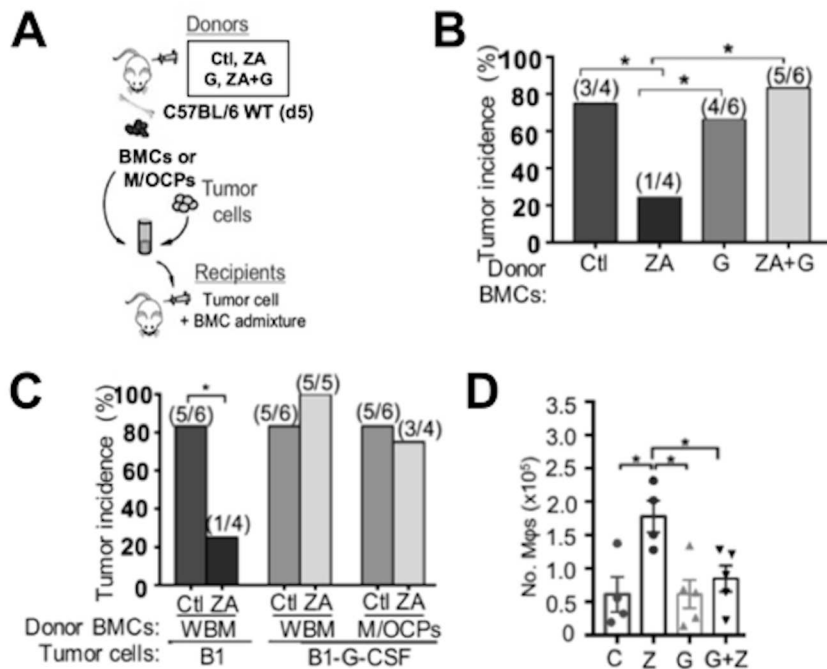 A
Donors
Ctl, ZA
G, ZA+G
C57BL/6 WT (d5)
BMCs or
M/OCPs
Tumor
cells
Recipients
Tumor cell
+ BMC admixture
B
Tumor incidence (%)
100
80
60
40
20
(3/4)
*
(1/4)
*
(4/6)
*
(5/6)
Ctl ZA G ZA+G
Donor
BMCs:
C
Tumor incidence (%)
100
80
60
40
20
(5/6)
*
(1/4)
(5/6)
(5/5)
(5/6)
(3/4)
Ctl ZA Ctl ZA Ctl ZA
Donor BMCs: WBM WBM M/OCPs
Tumor cells: B1 B1-G-CSF
D
No. Mφs (x10⁵)
3.5
3.0
2.5
2.0
1.5
1.0
0.5
0
* * *
C Z G G+Z